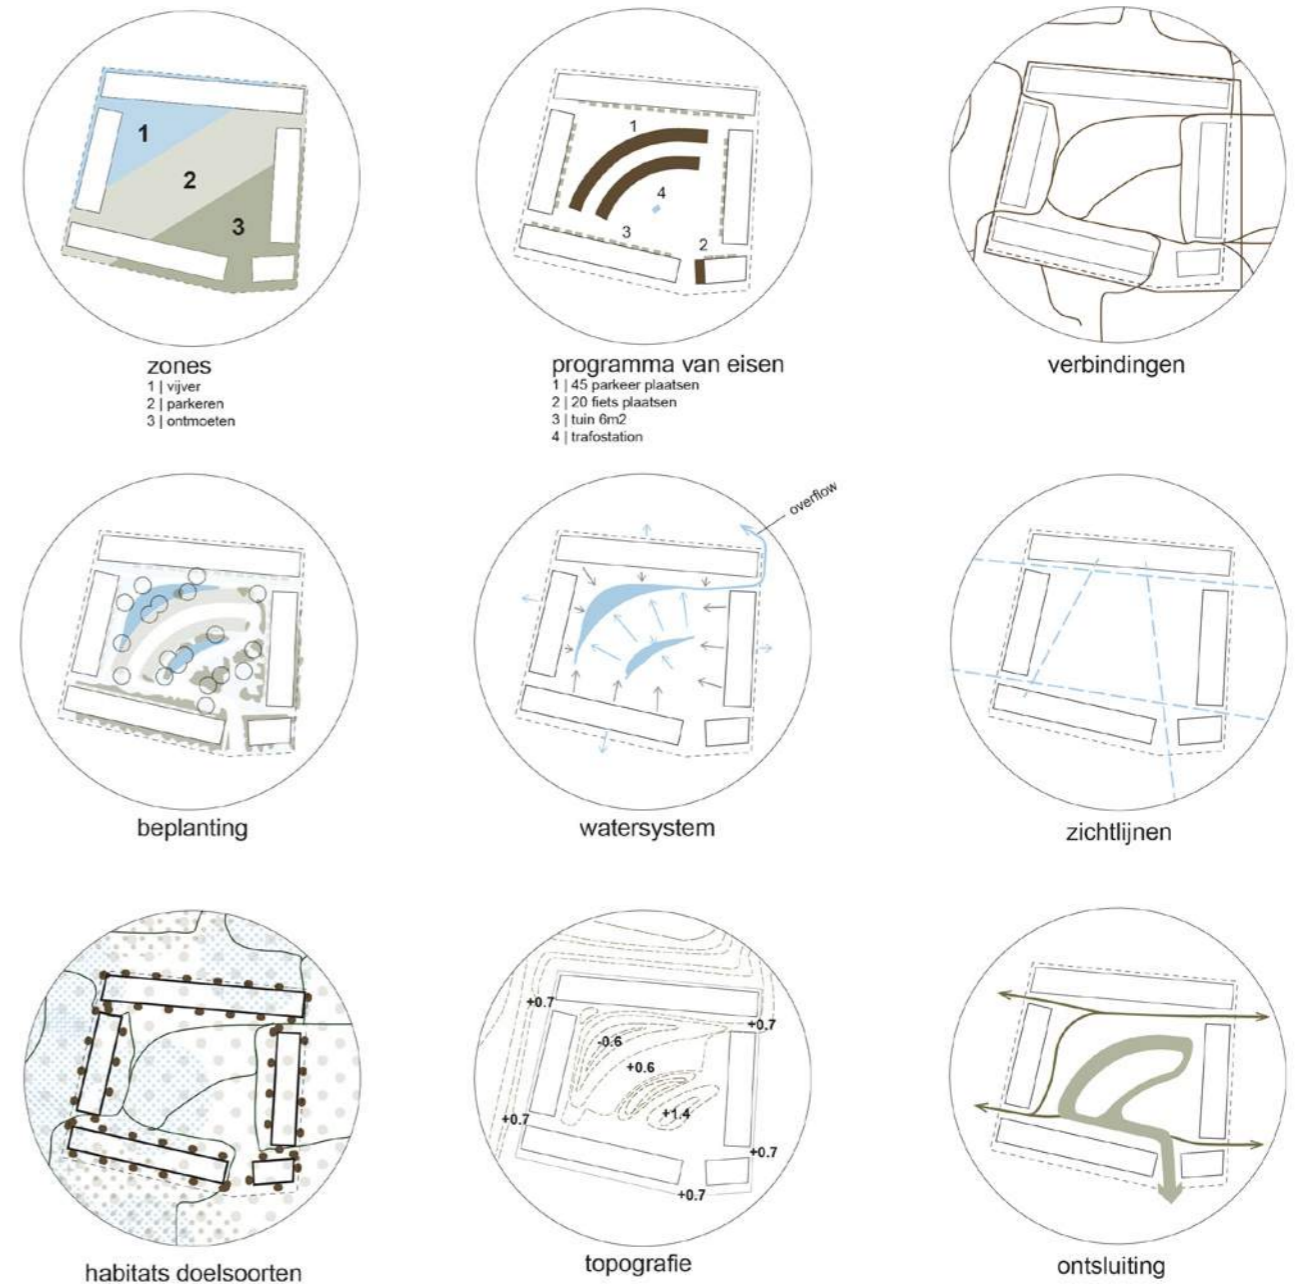 1
2
3
zones
1 | vijver
2 | parkeren
3 | ontmoeten
1
4
3
2
programma van eisen
1 | 45 parkeer plaatsen
2 | 20 fiets plaatsen
3 | tuin 6m2
4 | trafostation
verbindingen
beplanting
overflow
watersystem
zichtlijnen
habitats doelsoorten
+0.7
+0.7
-0.6
+0.6
+1.4
+0.7
+0.7
+0.7
topografie
ontsluiting